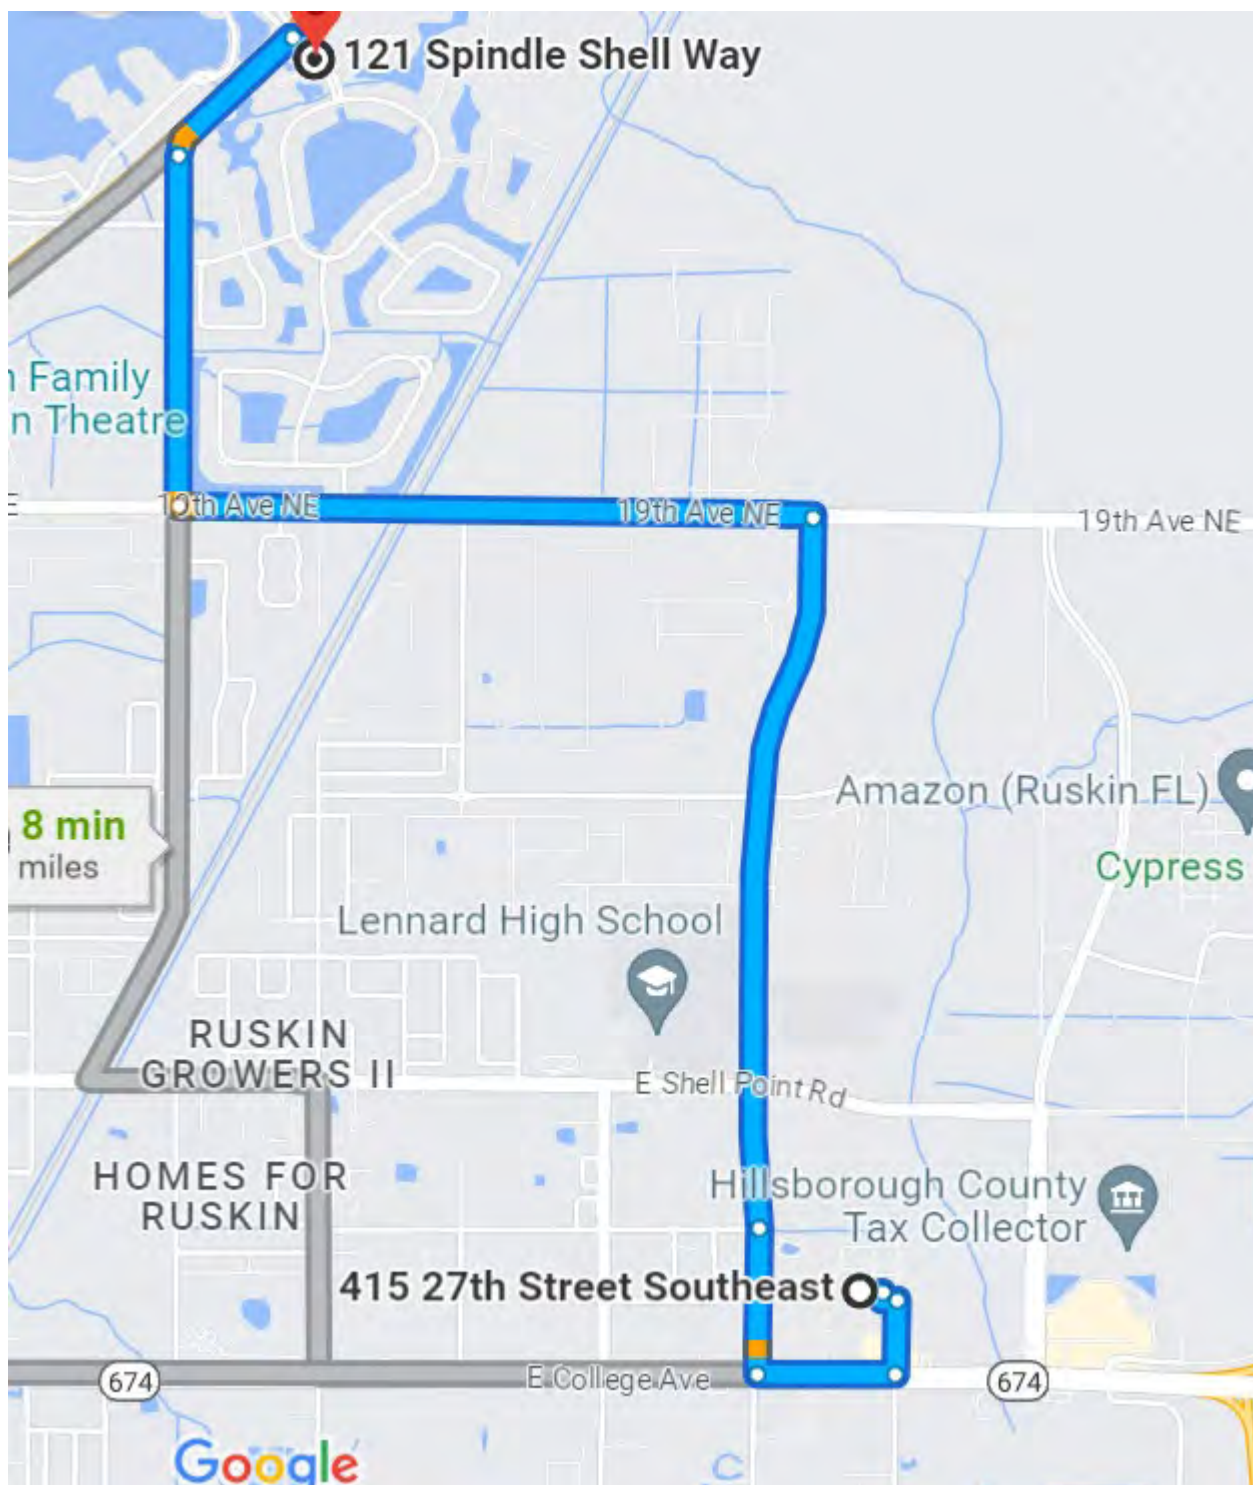 121 Spindle Shell Way
n Family
n Theatre
19th Ave NE
19th Ave NE
19th Ave NE
E
8 min
miles
Amazon (Ruskin FL)
Cypress
Lennard High School
RUSKIN
GROWERS II
E Shell Point Rd
HOMES FOR
RUSKIN
Hillsborough County
Tax Collector
415 27th Street Southeast
674
E College Ave
674
Google